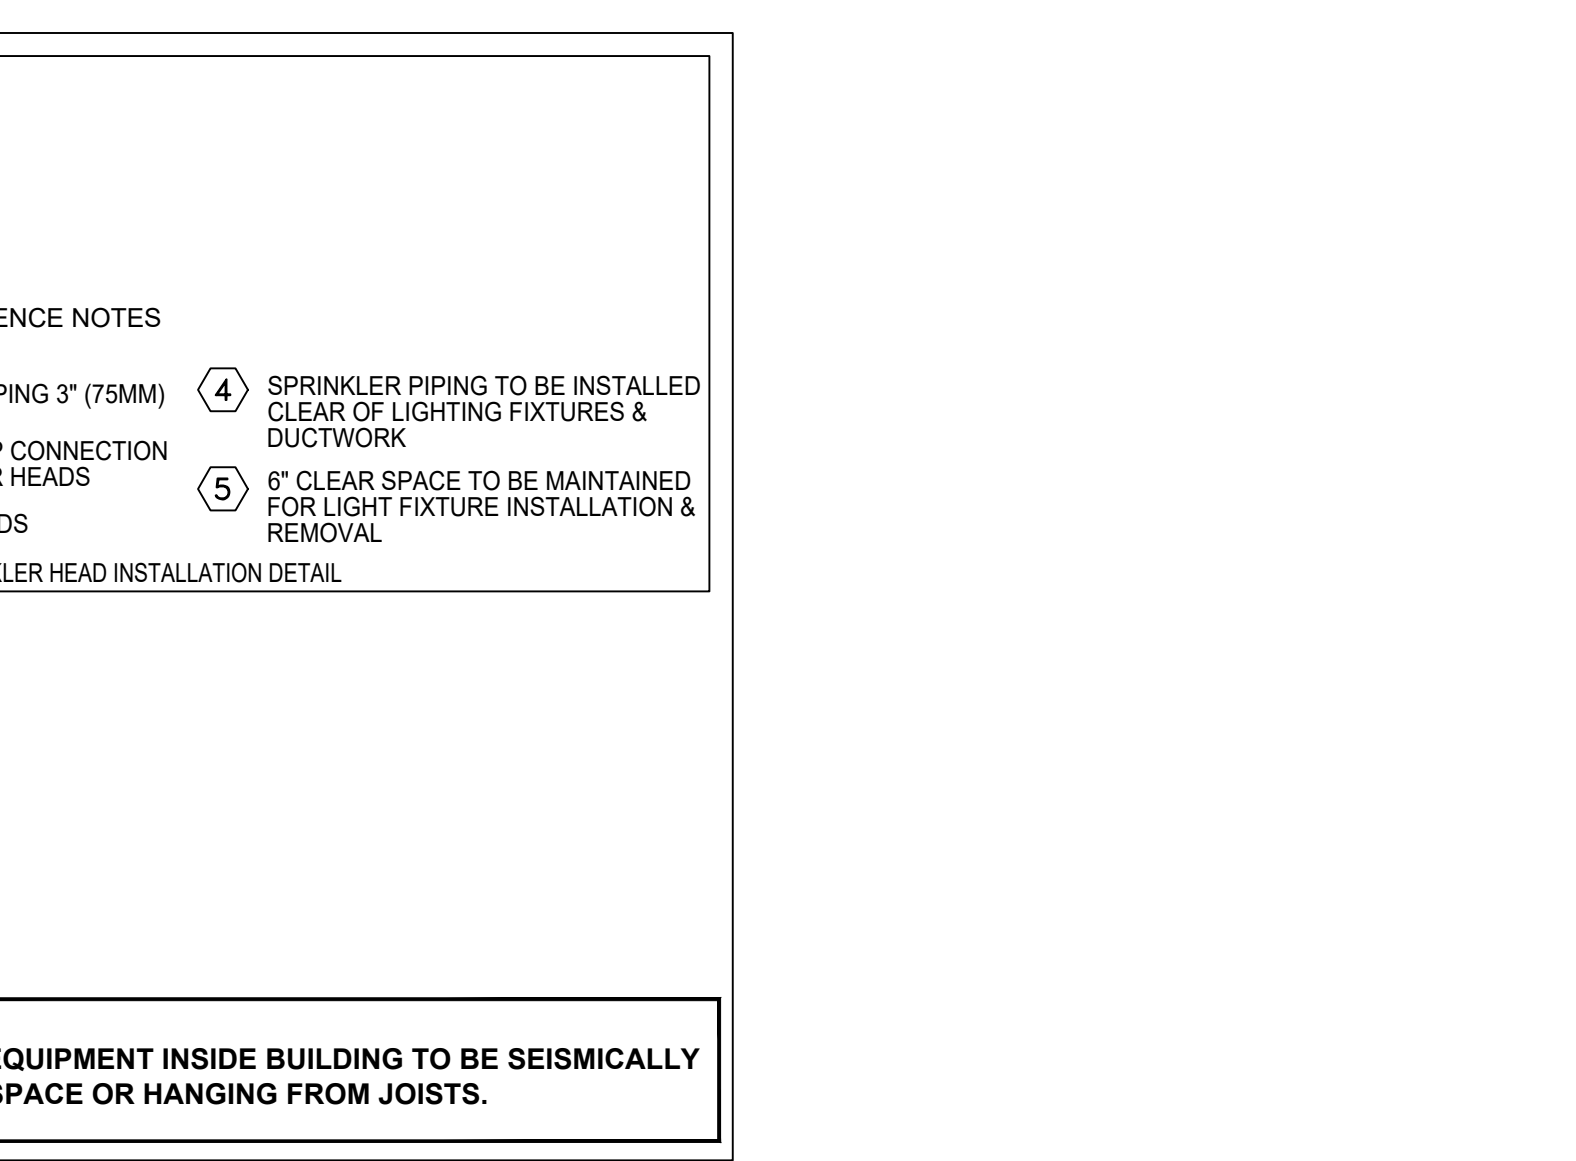 ENCE NOTES
PING 3" (75MM)
P CONNECTION
R HEADS
DS
4 SPRINKLER PIPING TO BE INSTALLED
CLEAR OF LIGHTING FIXTURES &
DUCTWORK
5 6" CLEAR SPACE TO BE MAINTAINED
FOR LIGHT FIXTURE INSTALLATION &
REMOVAL
KLER HEAD INSTALLATION DETAIL
EQUIPMENT INSIDE BUILDING TO BE SEISMICALLY
SPACE OR HANGING FROM JOISTS.